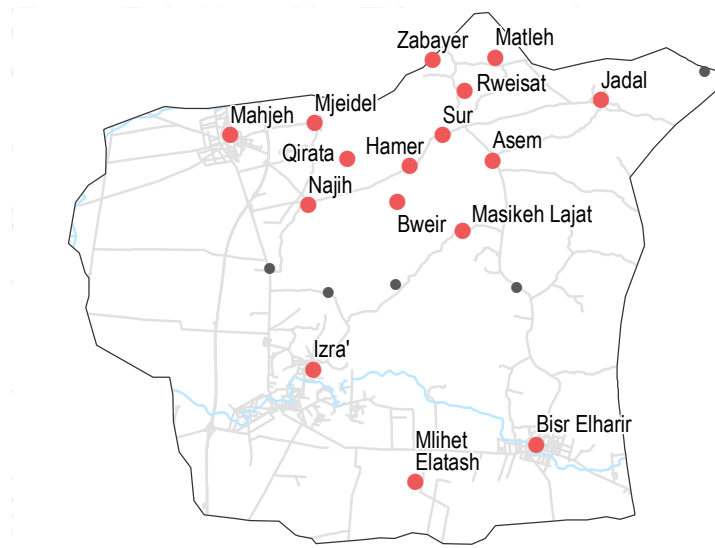 Zabayer
Matleh
Rweisat
Jadal
Mahjeh
Mjeidel
Sur
Qirata
Hamer
Asem
Najih
Bweir
Masikeh Lajat
Izra'
Bisr Elharir
Mlihet
Elatash